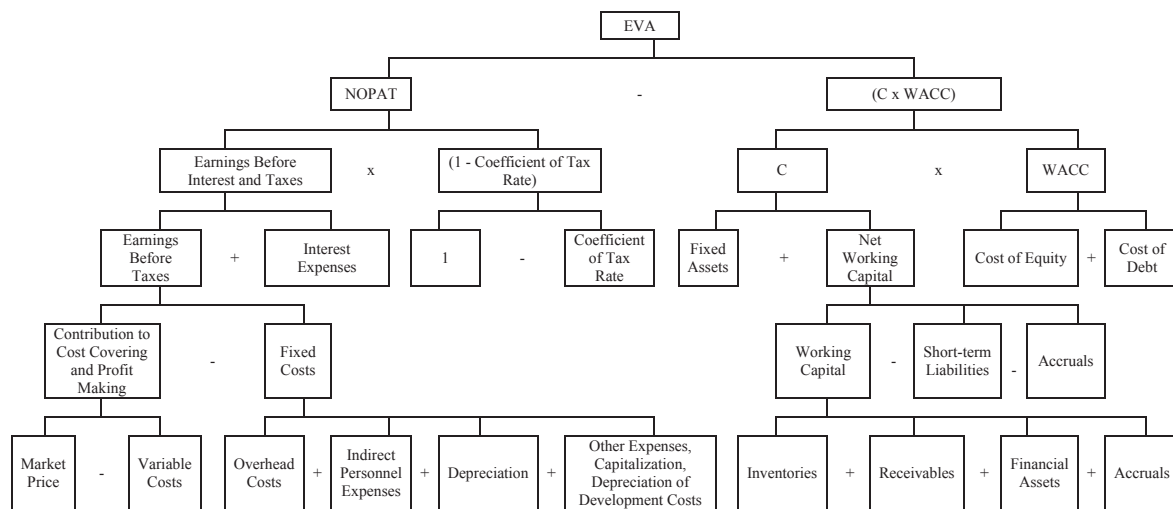 EVA
NOPAT
-
(C x WACC)
Earnings Before
Interest and Taxes
x
(1 - Coefficient of Tax
Rate)
C
x
WACC
Earnings
Before
Taxes
+
Interest
Expenses
1
-
Coefficient
of Tax
Rate
Fixed
Assets
+
Net
Working
Capital
Cost of Equity
+
Cost of
Debt
Contribution to
Cost Covering
and Profit
Making
-
Fixed
Costs
Working
Capital
-
Short-term
Liabilities
-
Accruals
Market
Price
-
Variable
Costs
Overhead
Costs
+
Indirect
Personnel
Expenses
+
Depreciation
+
Other Expenses,
Capitalization,
Depreciation of
Development Costs
Inventories
+
Receivables
+
Financial
Assets
+
Accruals